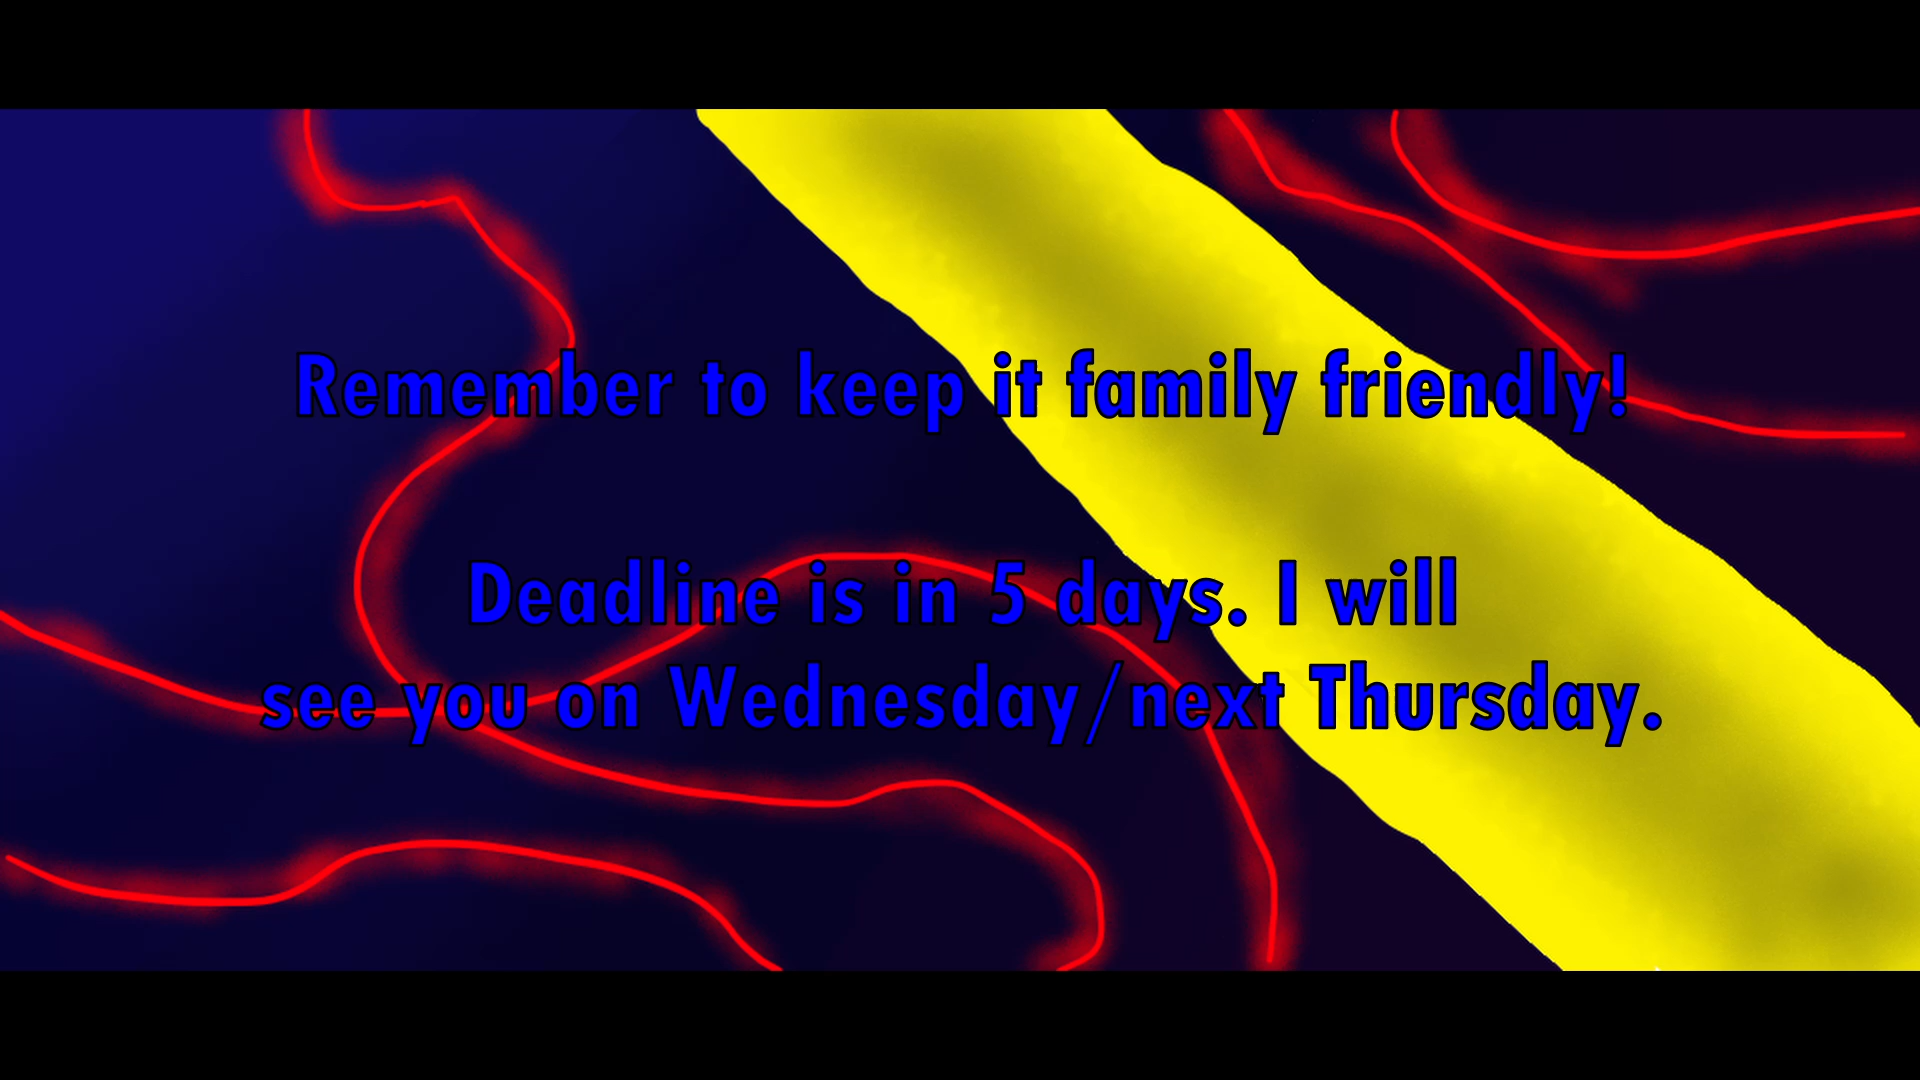 Remember to keep it family friendly!
Deadline is in 5 days. I will
see you on Wednesday/next Thursday.